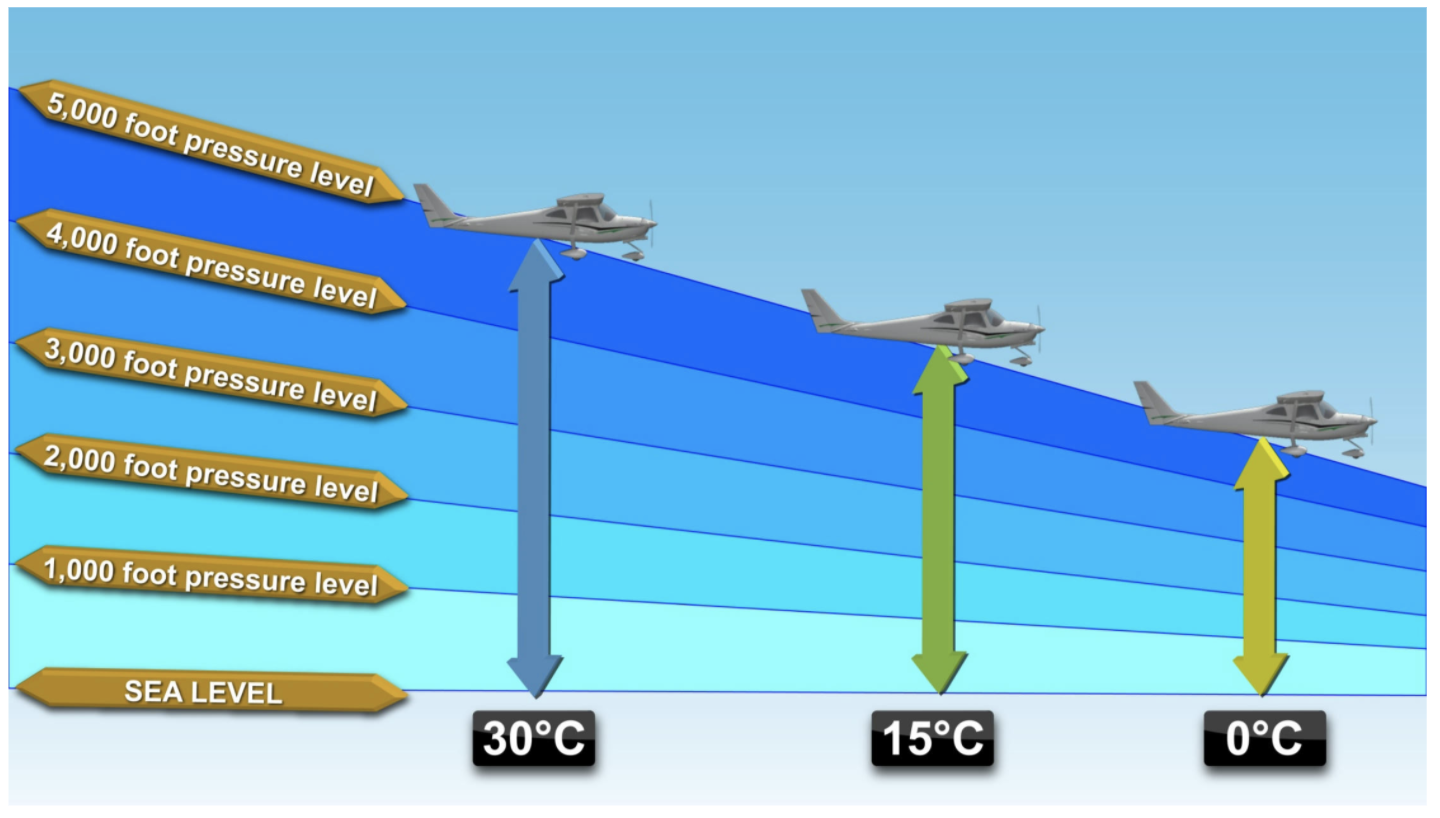 5,000 foot pressure level
4,000 foot pressure level
3,000 foot pressure level
2,000 foot pressure level
1,000 foot pressure level
SEA LEVEL
30°C
15°C
0°C